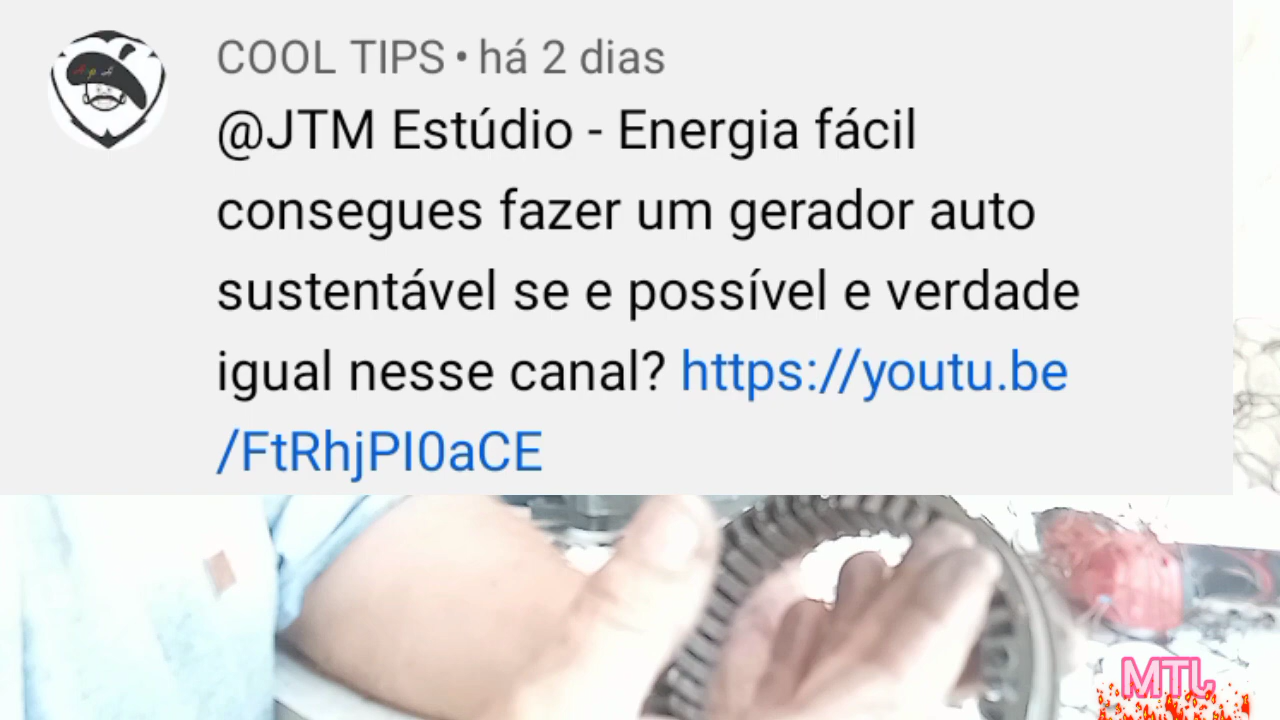 COOL TIPS • há 2 dias
@JTM Estúdio - Energia fácil
consegues fazer um gerador auto
sustentável se e possível e verdade
igual nesse canal? https://youtu.be
/FtRhjPI0aCE
MTL